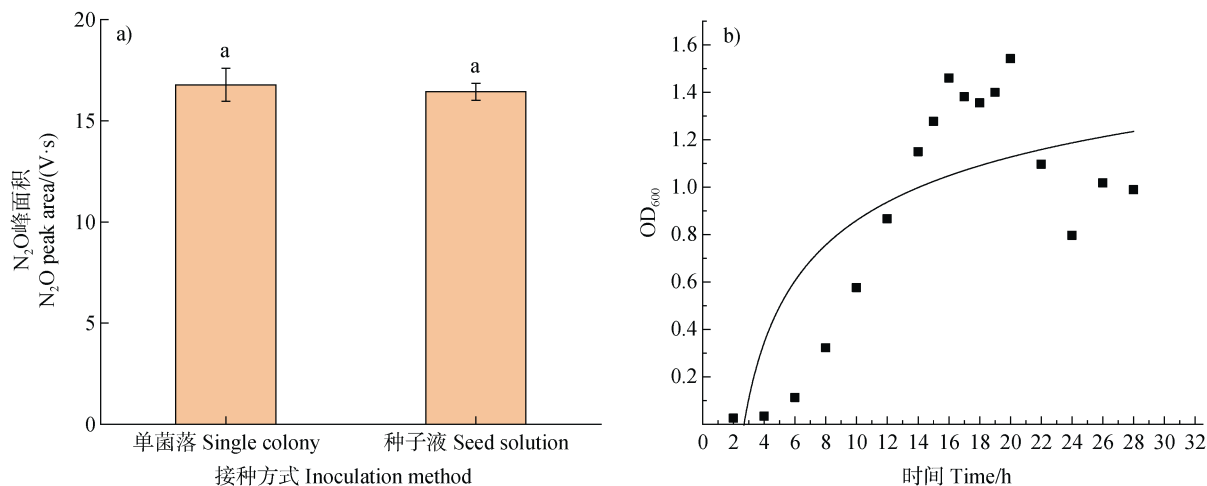 a)
20
15
10
5
0
a
a
N₂O峰面积
N₂O peak area/(V·s)
单菌落 Single colony
种子液 Seed solution
接种方式 Inoculation method
b)
1.6
1.4
1.2
1.0
0.8
0.6
0.4
0.2
OD₆₀₀
0 2 4 6 8 10 12 14 16 18 20 22 24 26 28 30 32
时间 Time/h